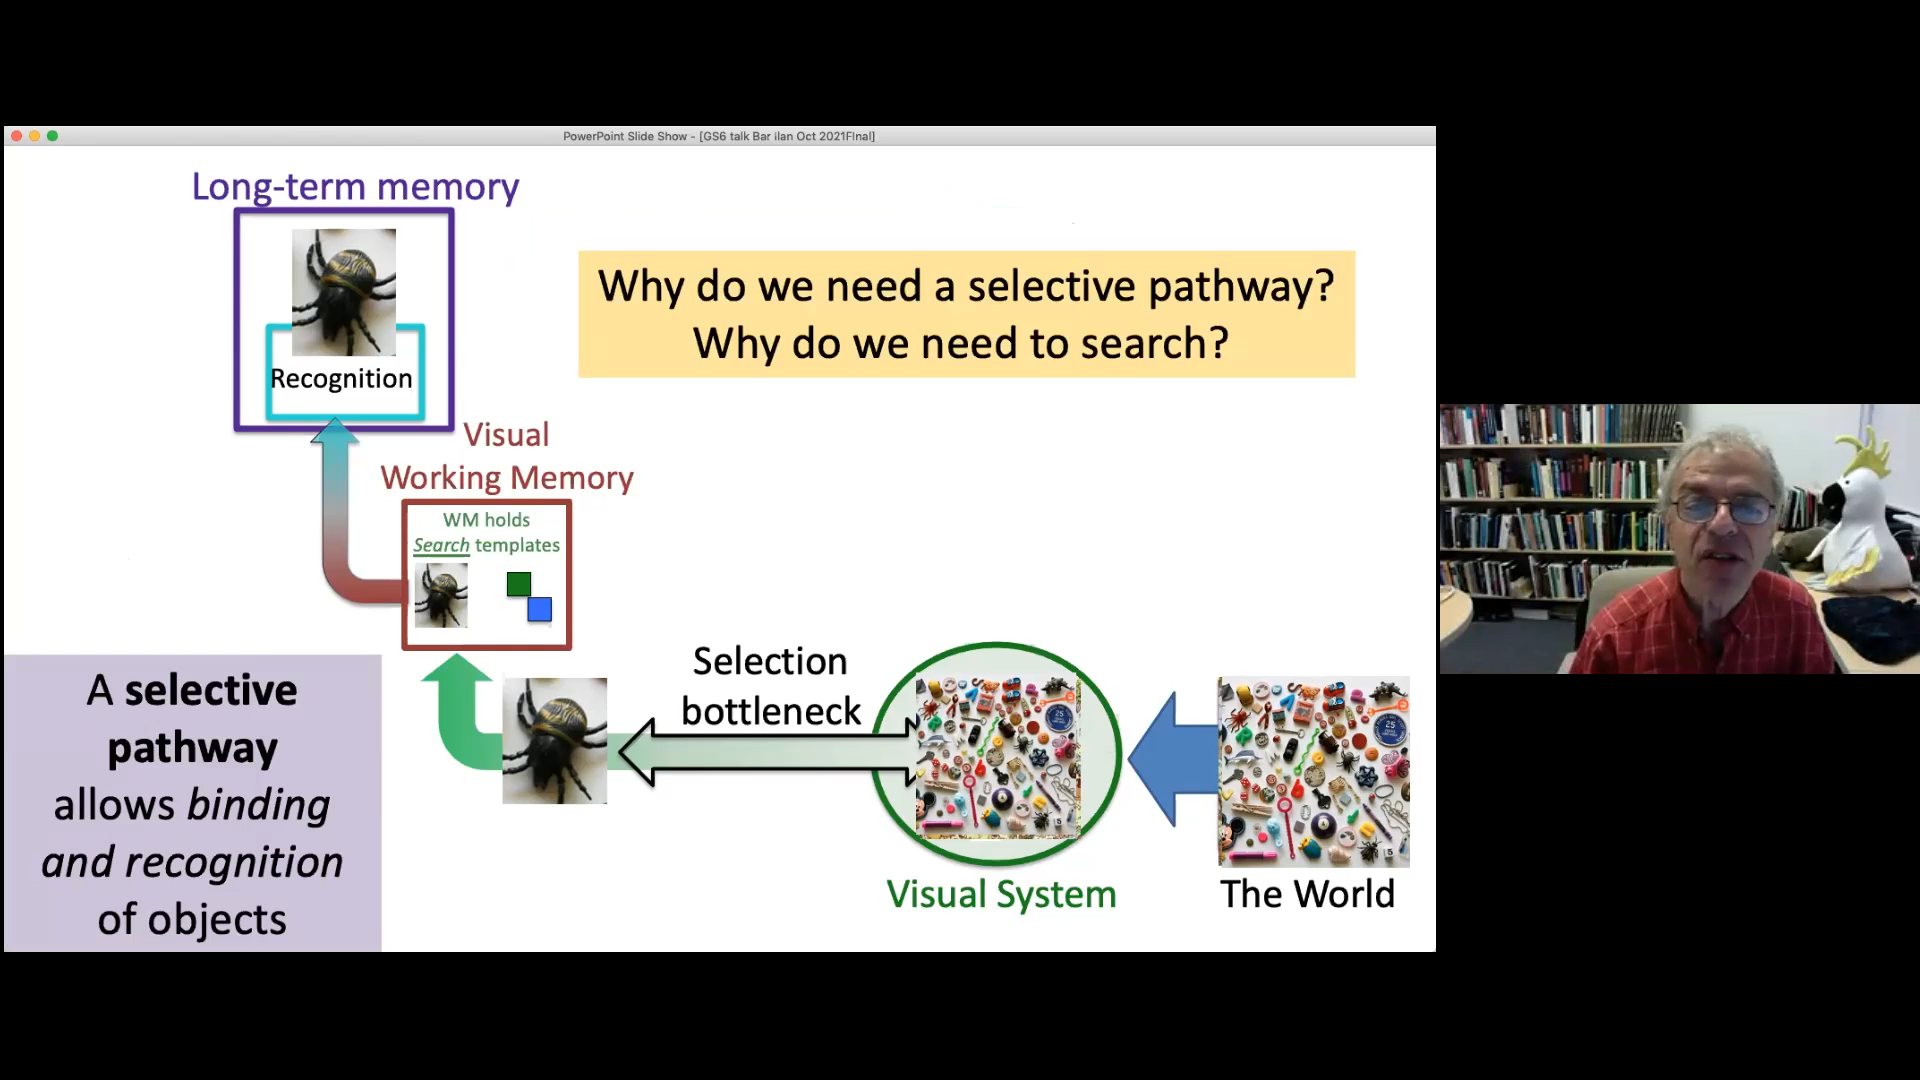 PowerPoint Slide Show - [GS6 talk Bar ilan Oct 2021FInal]
Long-term memory
Recognition
Why do we need a selective pathway?
Why do we need to search?
Visual
Working Memory
WM holds
Search templates
Selection
bottleneck
A selective
pathway
allows binding
and recognition
of objects
Visual System
The World